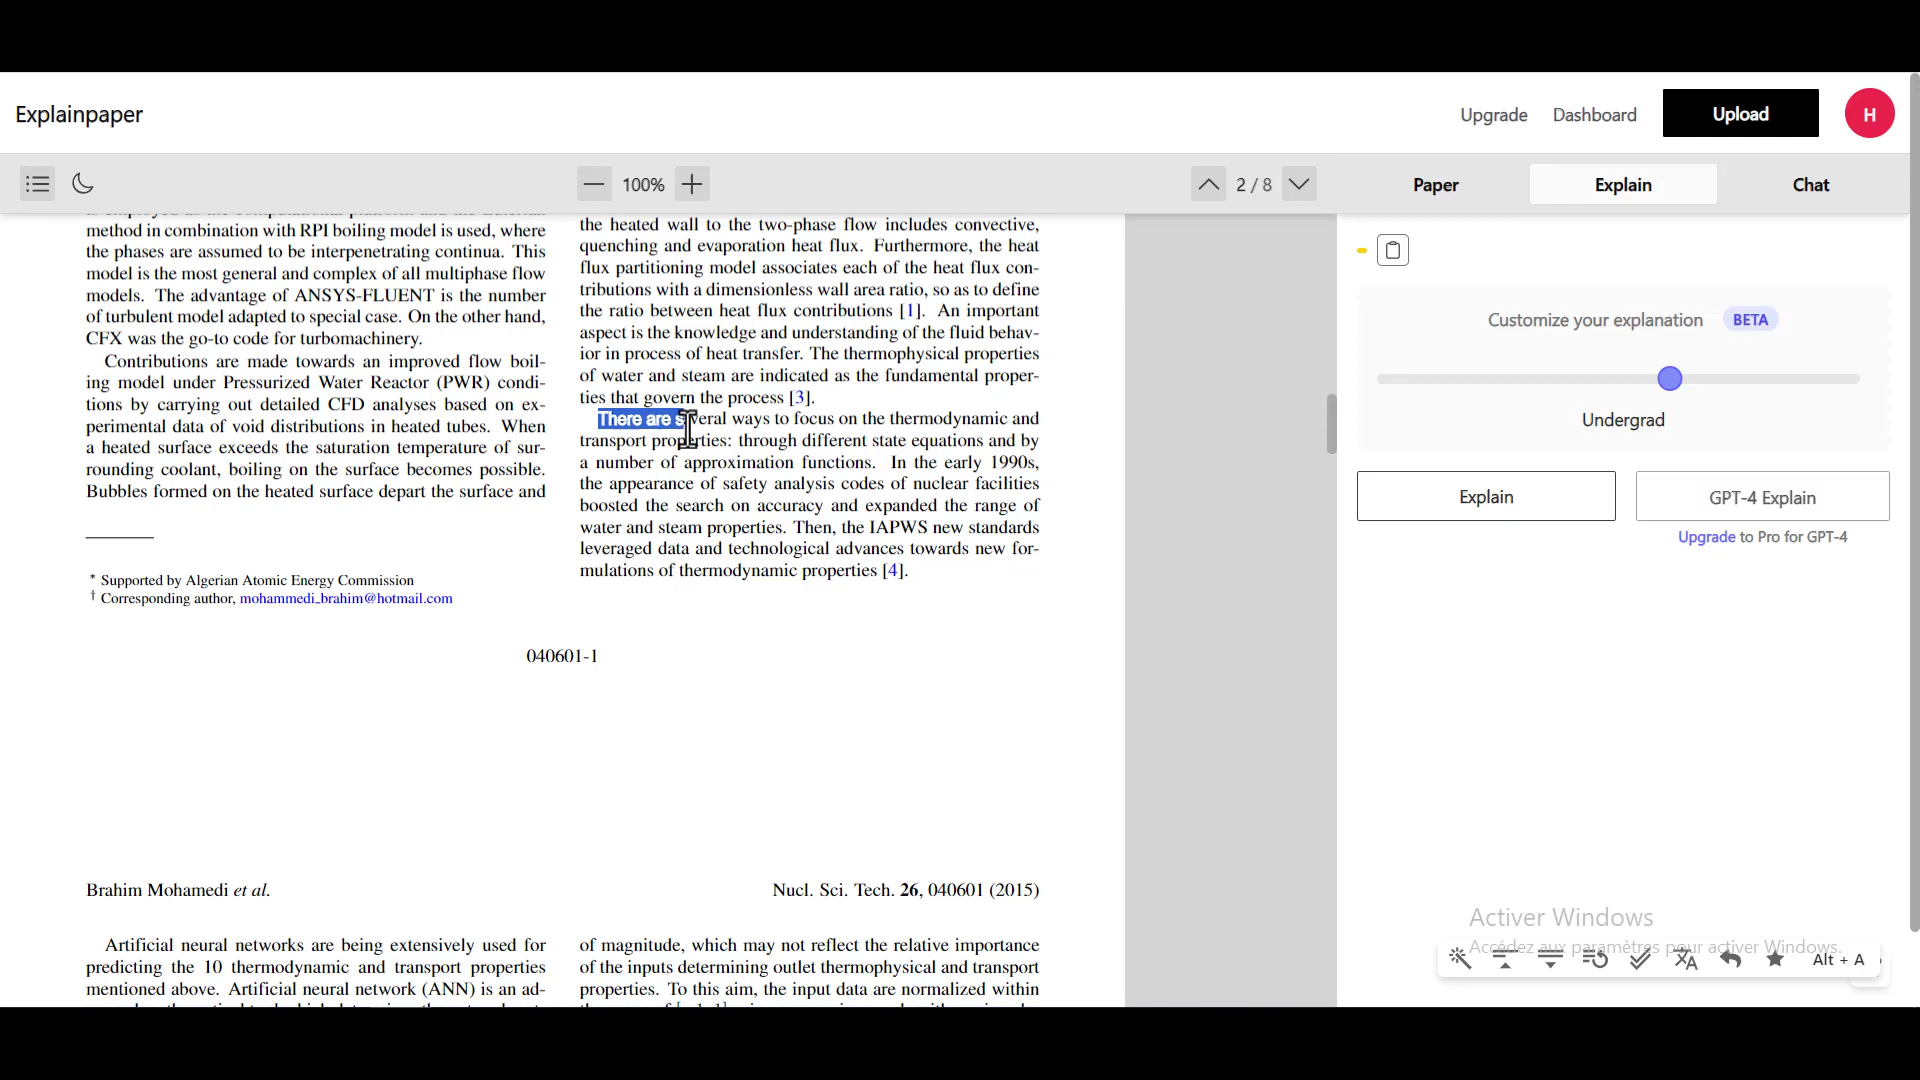 Explainpaper
Upgrade
Dashboard
Upload
H
100%
2 / 8
Paper
Explain
Chat
method in combination with RPI boiling model is used, where
the phases are assumed to be interpenetrating continua. This
model is the most general and complex of all multiphase flow
models. The advantage of ANSYS-FLUENT is the number
of turbulent model adapted to special case. On the other hand,
CFX was the go-to code for turbomachinery.
Contributions are made towards an improved flow boil-
ing model under Pressurized Water Reactor (PWR) condi-
tions by carrying out detailed CFD analyses based on ex-
perimental data of void distributions in heated tubes. When
a heated surface exceeds the saturation temperature of sur-
rounding coolant, boiling on the surface becomes possible.
Bubbles formed on the heated surface depart the surface and
* Supported by Algerian Atomic Energy Commission
† Corresponding author, mohammedi_brahim@hotmail.com
the heated wall to the two-phase flow includes convective,
quenching and evaporation heat flux. Furthermore, the heat
flux partitioning model associates each of the heat flux con-
tributions with a dimensionless wall area ratio, so as to define
the ratio between heat flux contributions [1]. An important
aspect is the knowledge and understanding of the fluid behav-
ior in process of heat transfer. The thermophysical properties
of water and steam are indicated as the fundamental proper-
ties that govern the process [3].
There are several ways to focus on the thermodynamic and
transport properties: through different state equations and by
a number of approximation functions. In the early 1990s,
the appearance of safety analysis codes of nuclear facilities
boosted the search on accuracy and expanded the range of
water and steam properties. Then, the IAPWS new standards
leveraged data and technological advances towards new for-
mulations of thermodynamic properties [4].
040601-1
Brahim Mohamedi et al.
Nucl. Sci. Tech. 26, 040601 (2015)
Artificial neural networks are being extensively used for
predicting the 10 thermodynamic and transport properties
mentioned above. Artificial neural network (ANN) is an ad-
of magnitude, which may not reflect the relative importance
of the inputs determining outlet thermophysical and transport
properties. To this aim, the input data are normalized within
Customize your explanation
BETA
Undergrad
Explain
GPT-4 Explain
Upgrade to Pro for GPT-4
Activer Windows
Accédez aux paramètres pour activer Windows.
Alt + A